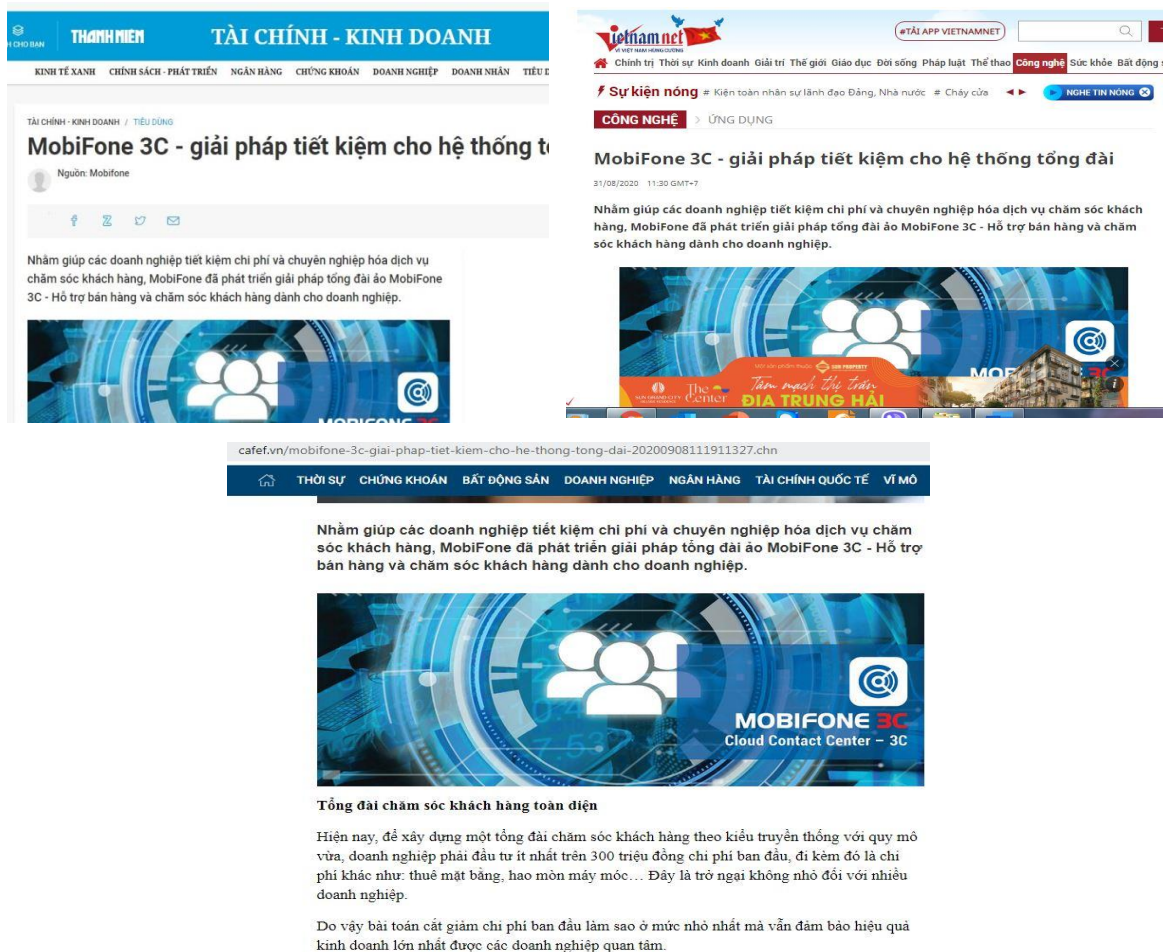 H CHO BẠN
THANH NIÊN
TÀI CHÍNH - KINH DOANH
KINH TẾ XANH CHÍNH SÁCH - PHÁT TRIỂN NGÂN HÀNG CHỨNG KHOÁN DOANH NGHIỆP DOANH NHÂN TIÊU
TÀI CHÍNH - KINH DOANH / TIÊU DÙNG
MobiFone 3C - giải pháp tiết kiệm cho hệ thống
Nguồn: Mobifone
Nhằm giúp các doanh nghiệp tiết kiệm chi phí và chuyên nghiệp hóa dịch vụ
chăm sóc khách hàng, MobiFone đã phát triển giải pháp tổng đài ảo MobiFone
3C - Hỗ trợ bán hàng và chăm sóc khách hàng dành cho doanh nghiệp.
vietnamnet
VÌ VIỆT NAM HÙNG CƯỜNG
#TẢI APP VIETNAMNET
Chính trị Thời sự Kinh doanh Giải trí Thế giới Giáo dục Đời sống Pháp luật Thể thao Công nghệ Sức khỏe Bất động
Sự kiện nóng # Kiện toàn nhân sự lãnh đạo Đảng, Nhà nước # Cháy cửa
NGHE TIN NÓNG
CÔNG NGHỆ > ỨNG DỤNG
MobiFone 3C - giải pháp tiết kiệm cho hệ thống tổng đài
31/08/2020 11:30 GMT+7
Nhằm giúp các doanh nghiệp tiết kiệm chi phí và chuyên nghiệp hóa dịch vụ chăm sóc khách
hàng, MobiFone đã phát triển giải pháp tổng đài ảo MobiFone 3C - Hỗ trợ bán hàng và chăm
sóc khách hàng dành cho doanh nghiệp.
SUN PROPERTY
The Center
Tâm mạch thị trấn
ĐỊA TRUNG HẢI
cafef.vn/mobifone-3c-giai-phap-tiet-kiem-cho-he-thong-tong-dai-20200908111911327.chn
THỜI SỰ CHỨNG KHOÁN BẤT ĐỘNG SẢN DOANH NGHIỆP NGÂN HÀNG TÀI CHÍNH QUỐC TẾ VĨ MÔ
Nhằm giúp các doanh nghiệp tiết kiệm chi phí và chuyên nghiệp hóa dịch vụ chăm
sóc khách hàng, MobiFone đã phát triển giải pháp tổng đài ảo MobiFone 3C - Hỗ trợ
bán hàng và chăm sóc khách hàng dành cho doanh nghiệp.
MOBIFONE 3C
Cloud Contact Center – 3C
Tổng đài chăm sóc khách hàng toàn diện
Hiện nay, để xây dựng một tổng đài chăm sóc khách hàng theo kiểu truyền thống với quy mô
vừa, doanh nghiệp phải đầu tư ít nhất trên 300 triệu đồng chi phí ban đầu, đi kèm đó là chi
phí khác như: thuê mặt bằng, hao mòn máy móc… Đây là trở ngại không nhỏ đối với nhiều
doanh nghiệp.
Do vậy bài toán cắt giảm chi phí ban đầu làm sao ở mức nhỏ nhất mà vẫn đảm bảo hiệu quả
kinh doanh lớn nhất được các doanh nghiệp quan tâm.